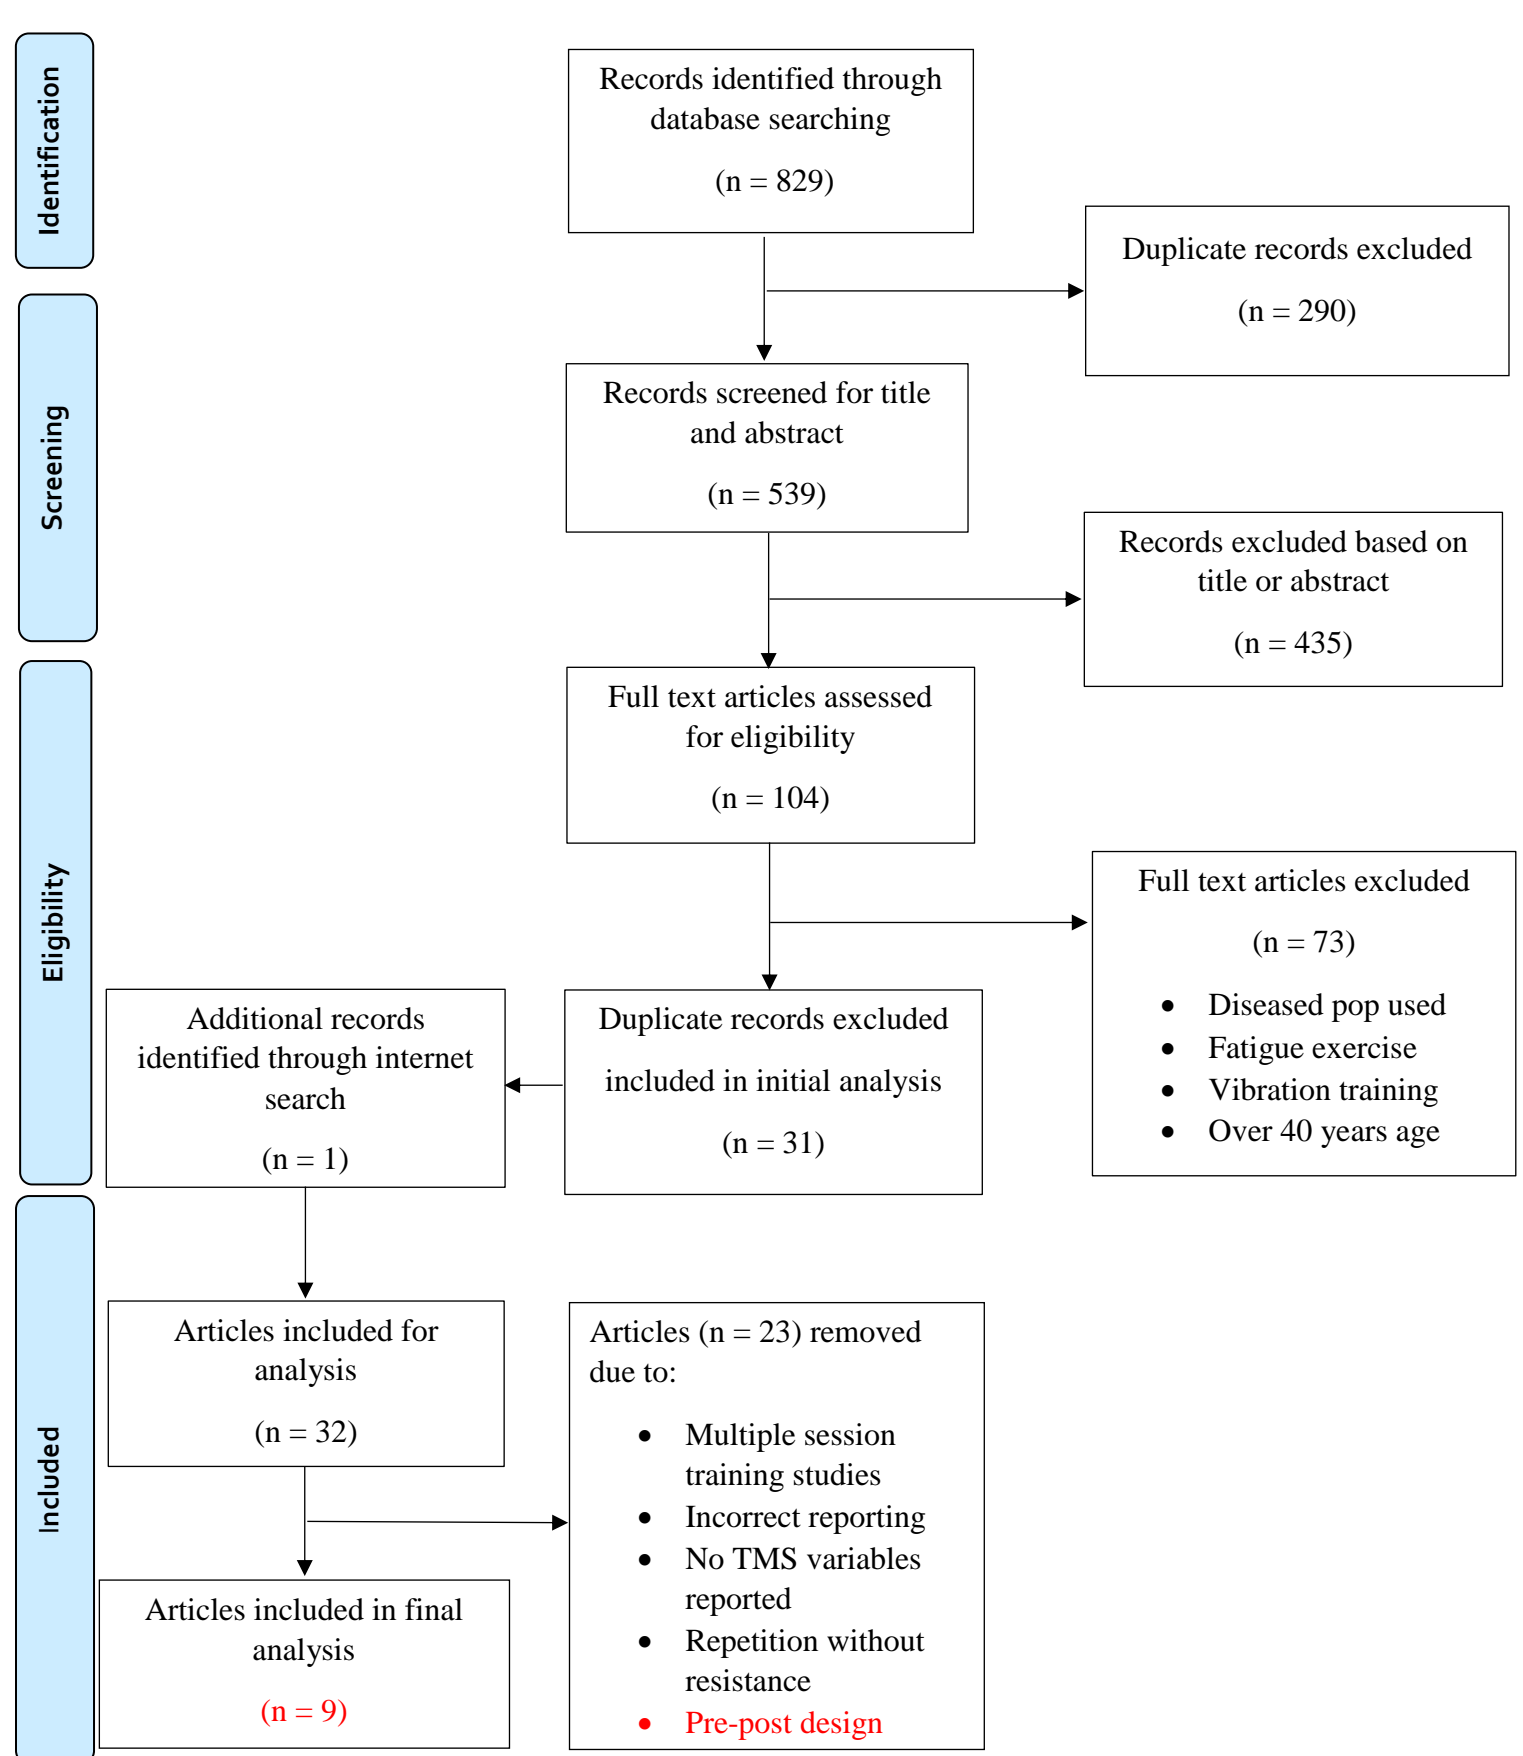 Identification
Records identified through
database searching
(n = 829)
Duplicate records excluded
(n = 290)
Screening
Records screened for title
and abstract
(n = 539)
Records excluded based on
title or abstract
(n = 435)
Eligibility
Full text articles assessed
for eligibility
(n = 104)
Full text articles excluded
(n = 73)
• Diseased pop used
• Fatigue exercise
• Vibration training
• Over 40 years age
Duplicate records excluded
included in initial analysis
(n = 31)
Additional records
identified through internet
search
(n = 1)
Included
Articles included for
analysis
(n = 32)
Articles (n = 23) removed
due to:
• Multiple session
training studies
• Incorrect reporting
• No TMS variables
reported
• Repetition without
resistance
• Pre-post design
Articles included in final
analysis
(n = 9)